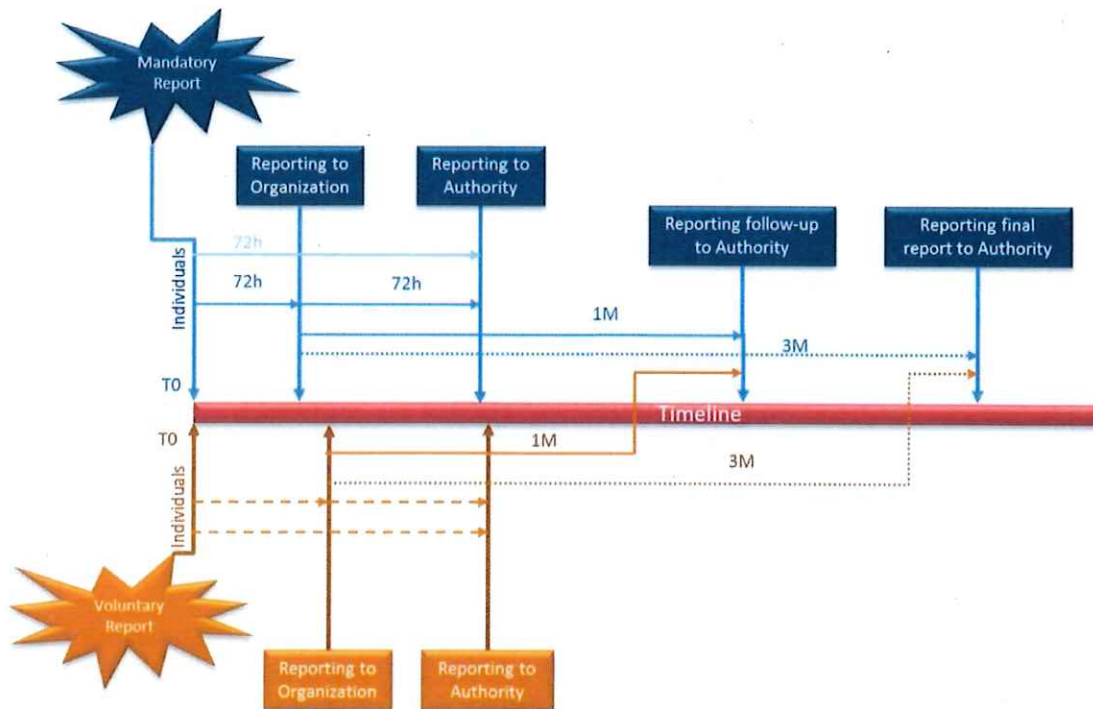 Mandatory
Report
Reporting to
Organization
Reporting to
Authority
Reporting follow-up
to Authority
Reporting final
report to Authority
Individuals
72h
72h
72h
1M
3M
T0
Timeline
T0
1M
3M
Individuals
Voluntary
Report
Reporting to
Organization
Reporting to
Authority